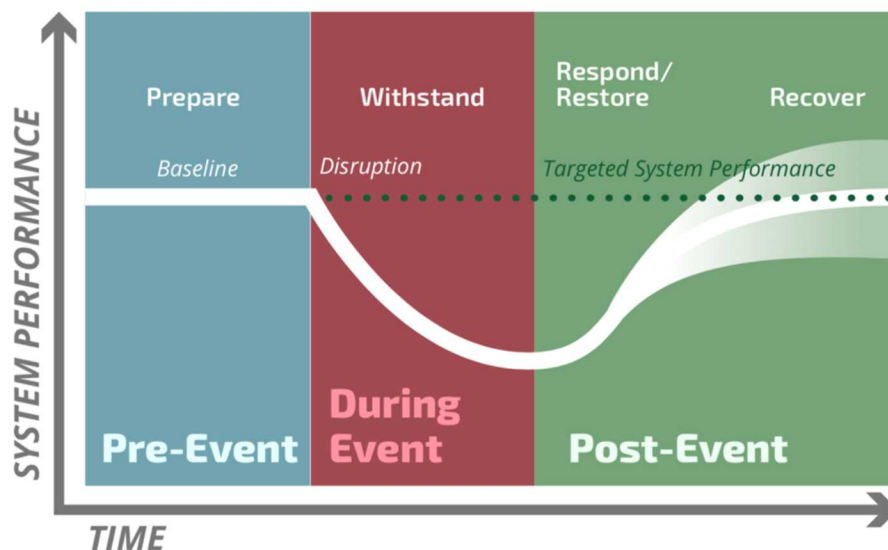 SYSTEM PERFORMANCE
Prepare
Withstand
Respond/
Restore
Recover
Baseline
Disruption
Targeted System Performance
Pre-Event
During
Event
Post-Event
TIME